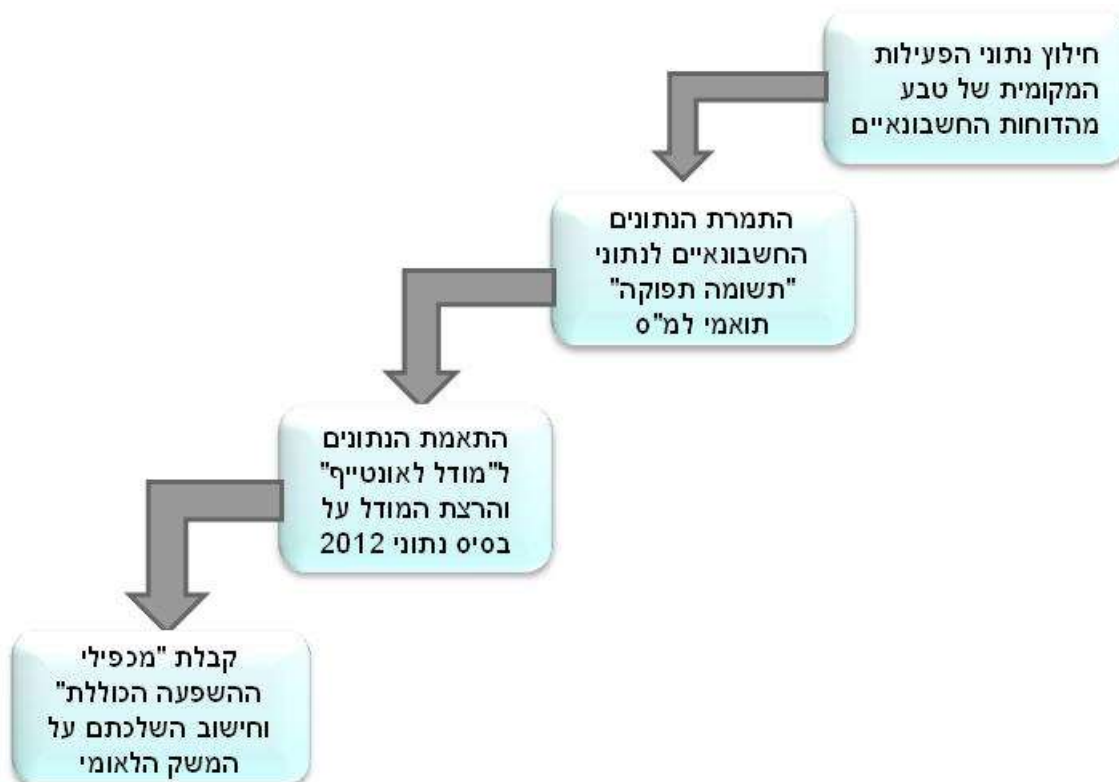 חילוץ נתוני הפעילות
המקומית של טבע
מהדוחות החשבונאיים
התמרת הנתונים
החשבונאיים לנתוני
"תשומה תפוקה"
תואמי למ"ס
התאמת הנתונים
ל"מודל לאונטייף"
והרצת המודל על
בסיס נתוני 2012
קבלת "מכפילי
ההשפעה הכוללת"
וחישוב השלכתם על
המשק הלאומי